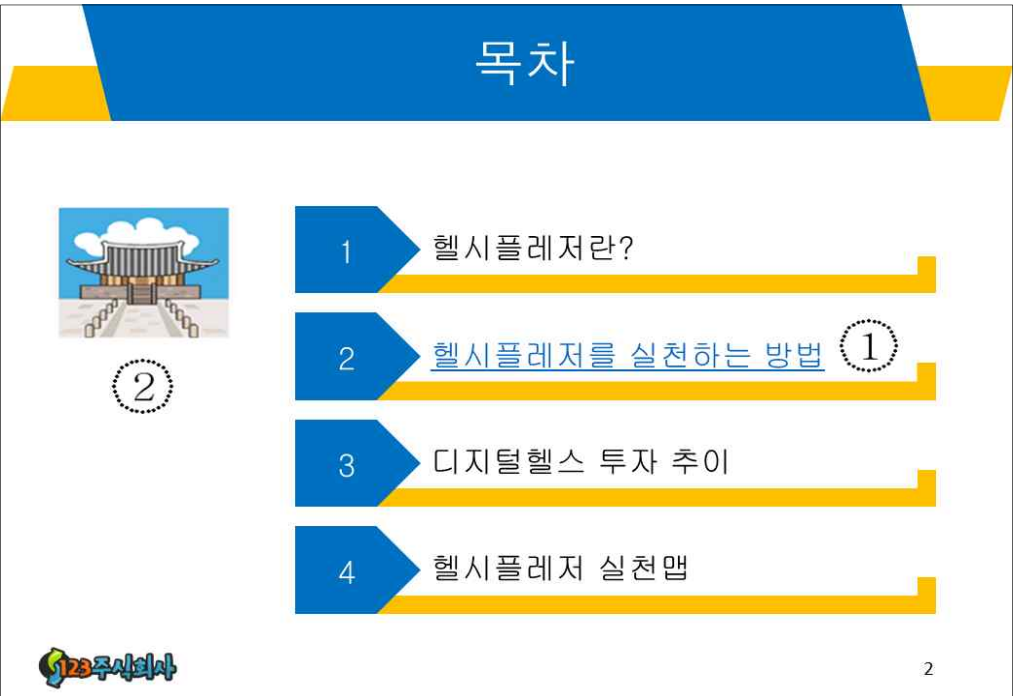 목차
1 헬시플레저란?
2 헬시플레저를 실천하는 방법 ①
②
3 디지털헬스 투자 추이
4 헬시플레저 실천맵
123주식회사
2